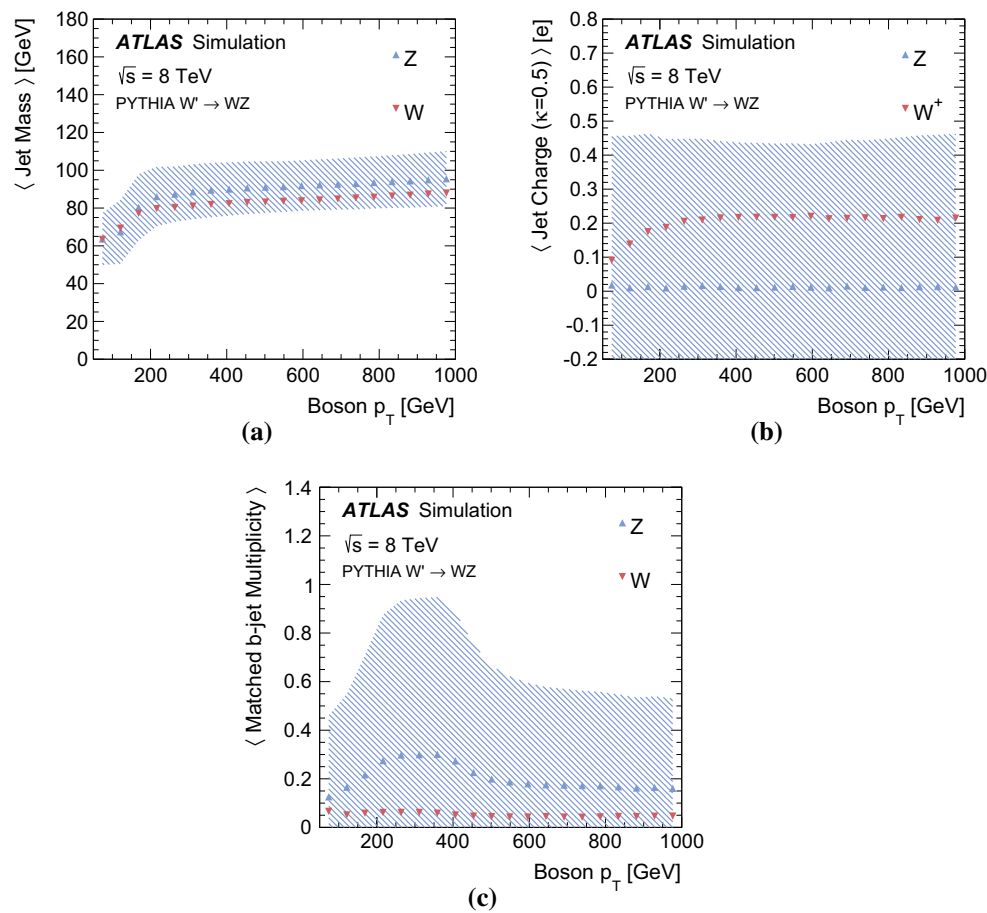 180
160
140
120
100
80
60
40
20
0
⟨ Jet Mass ⟩ [GeV]
ATLAS Simulation
√s = 8 TeV
PYTHIA W' → WZ
Z
W
200 400 600 800 1000
Boson p_T [GeV]
(a)
0.8
0.7
0.6
0.5
0.4
0.3
0.2
0.1
0
-0.1
-0.2
⟨ Jet Charge (κ=0.5) ⟩ [e]
ATLAS Simulation
√s = 8 TeV
PYTHIA W' → WZ
Z
W⁺
200 400 600 800 1000
Boson p_T [GeV]
(b)
1.4
1.2
1
0.8
0.6
0.4
0.2
0
⟨ Matched b-jet Multiplicity ⟩
ATLAS Simulation
√s = 8 TeV
PYTHIA W' → WZ
Z
W
200 400 600 800 1000
Boson p_T [GeV]
(c)